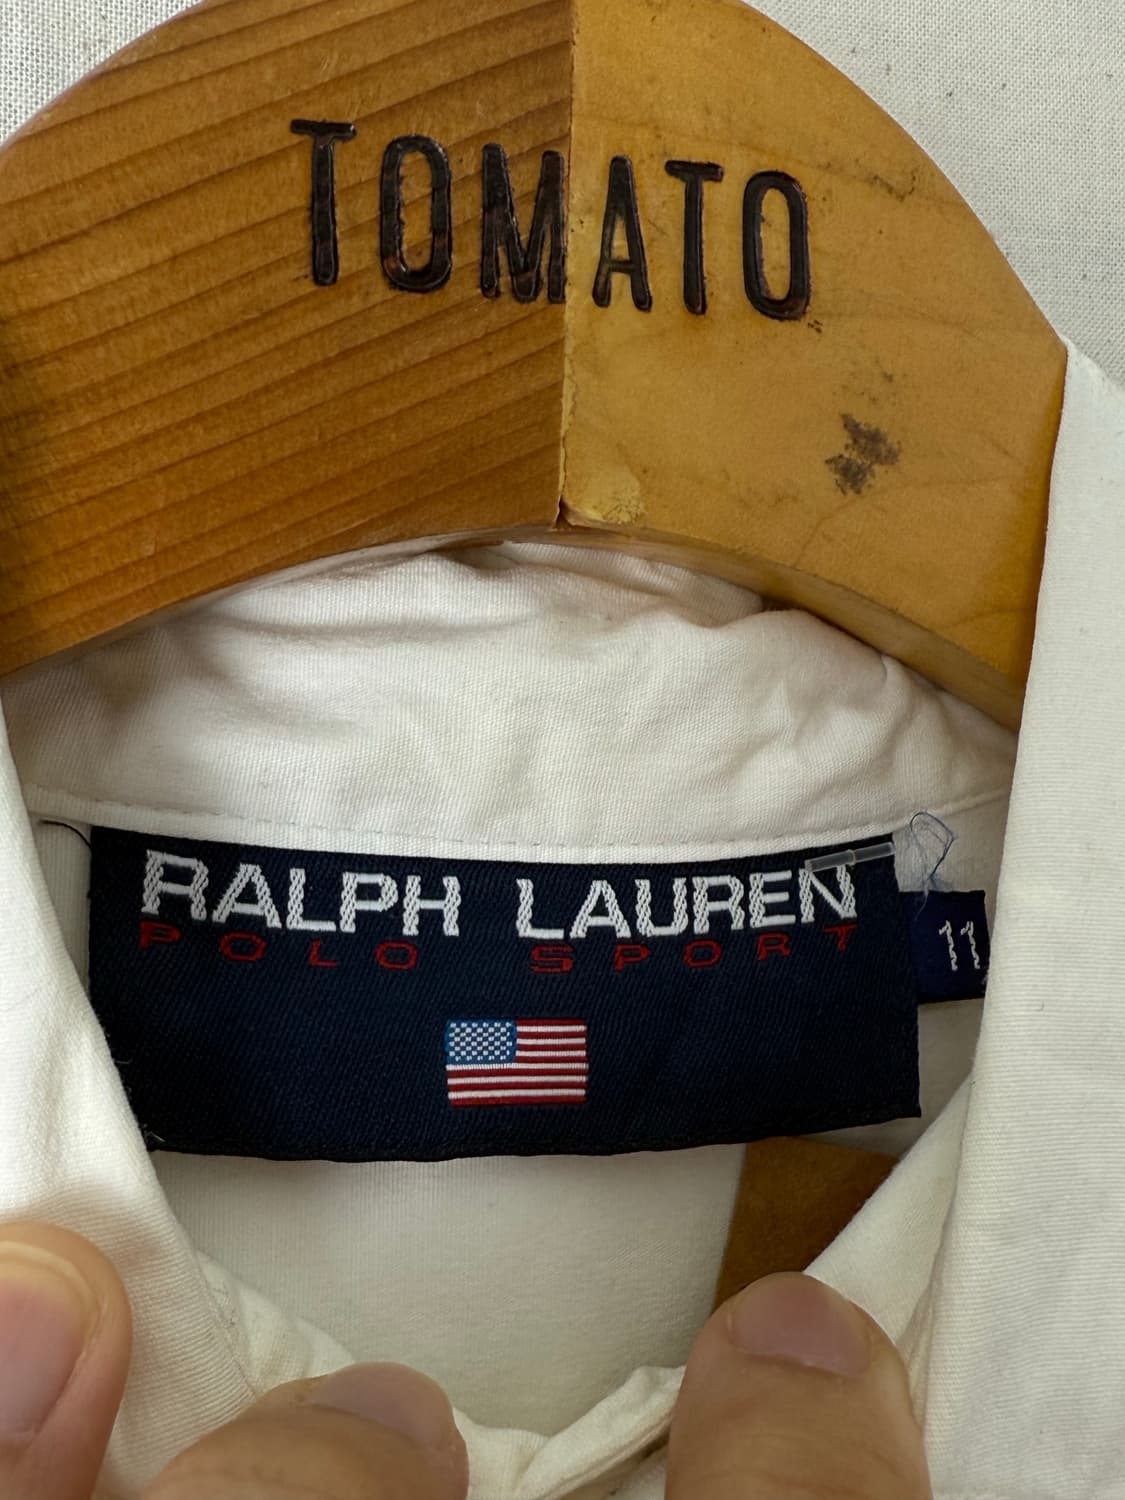 TOMATO
RALPH LAUREN
POLO SPORT
11